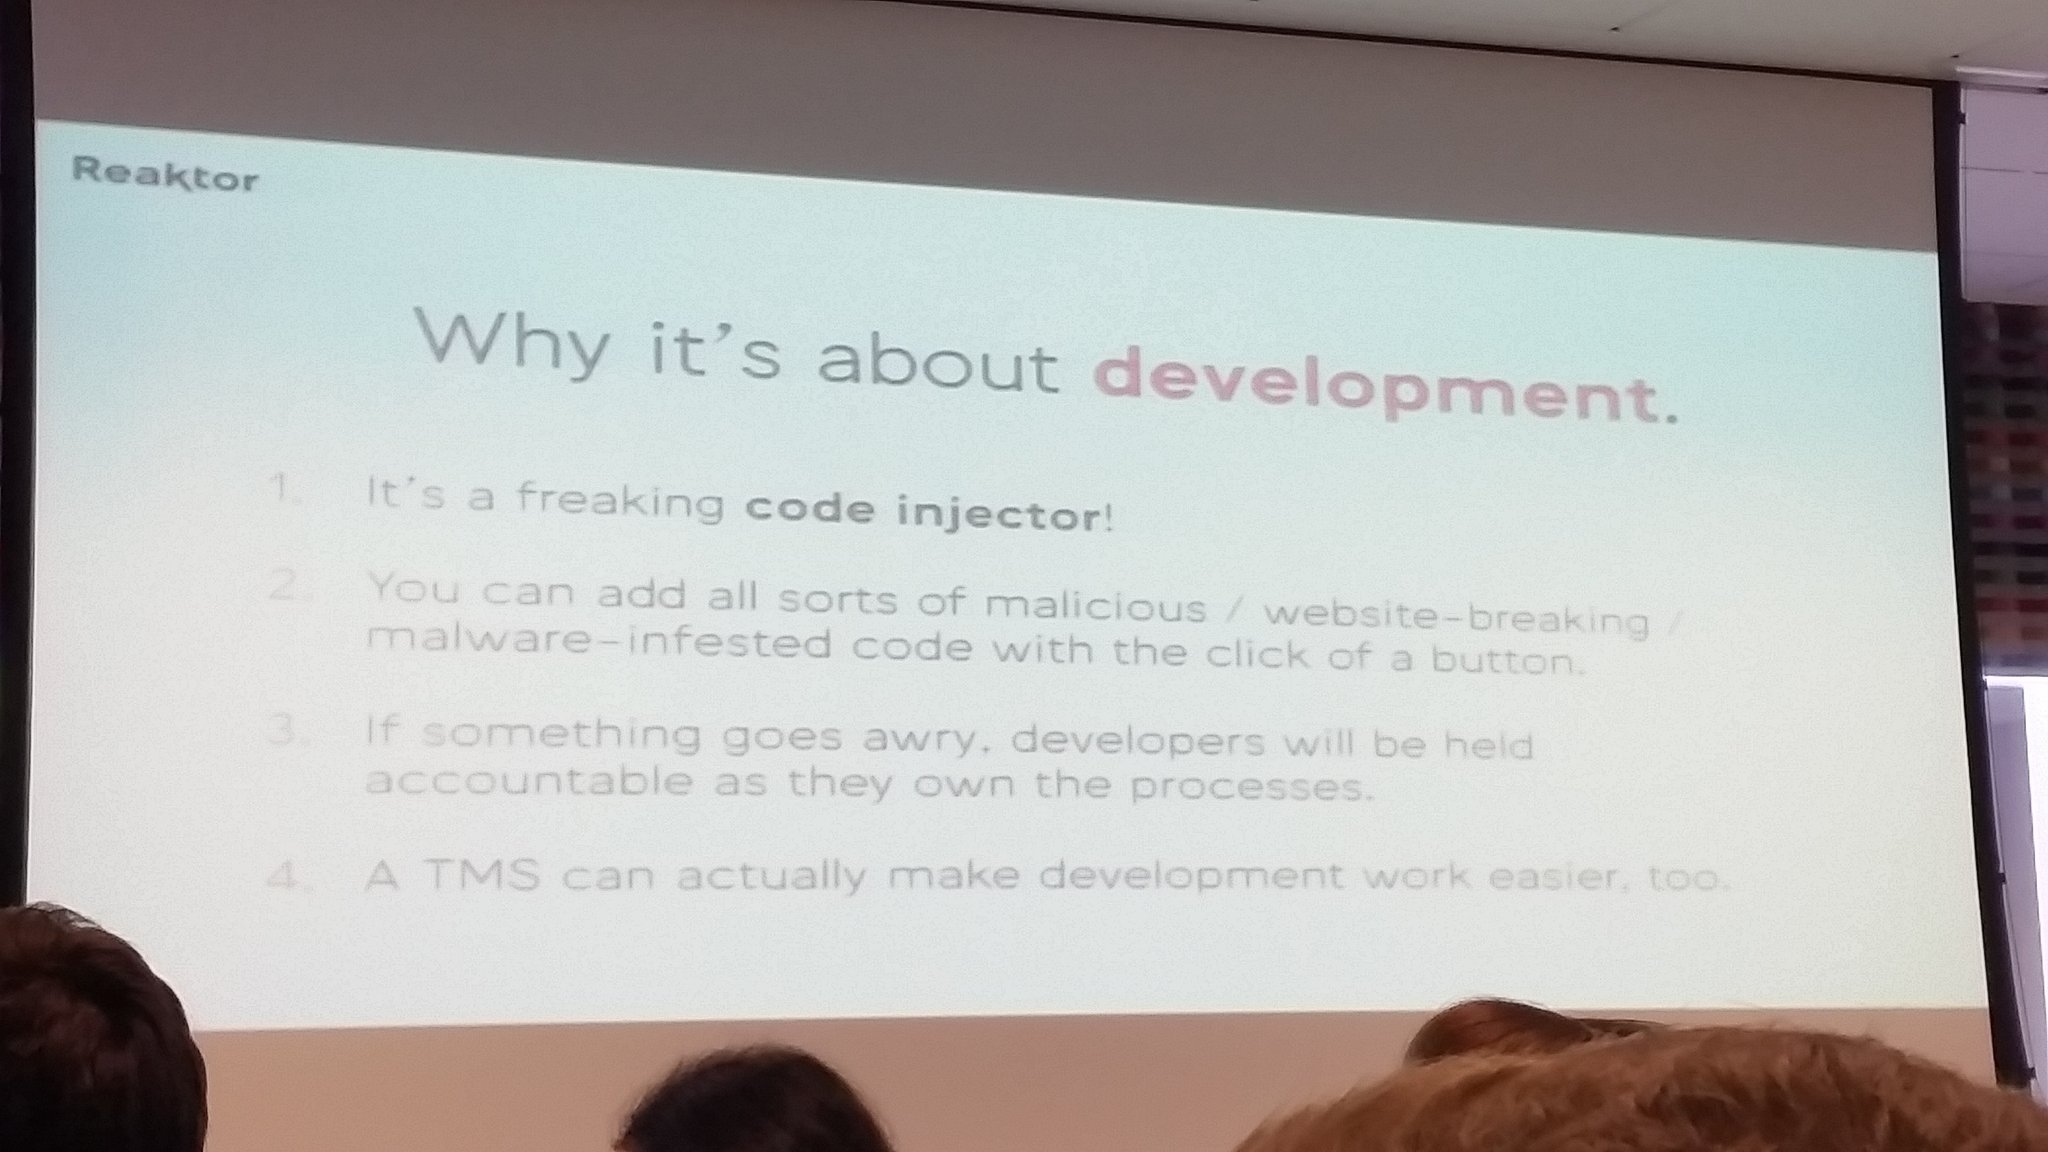 Reaktor
Why it's about development.
1. It's a freaking code injector!
2. You can add all sorts of malicious / website-breaking /
malware-infested code with the click of a button.
3. If something goes awry, developers will be held
accountable as they own the processes.
4. A TMS can actually make development work easier, too.